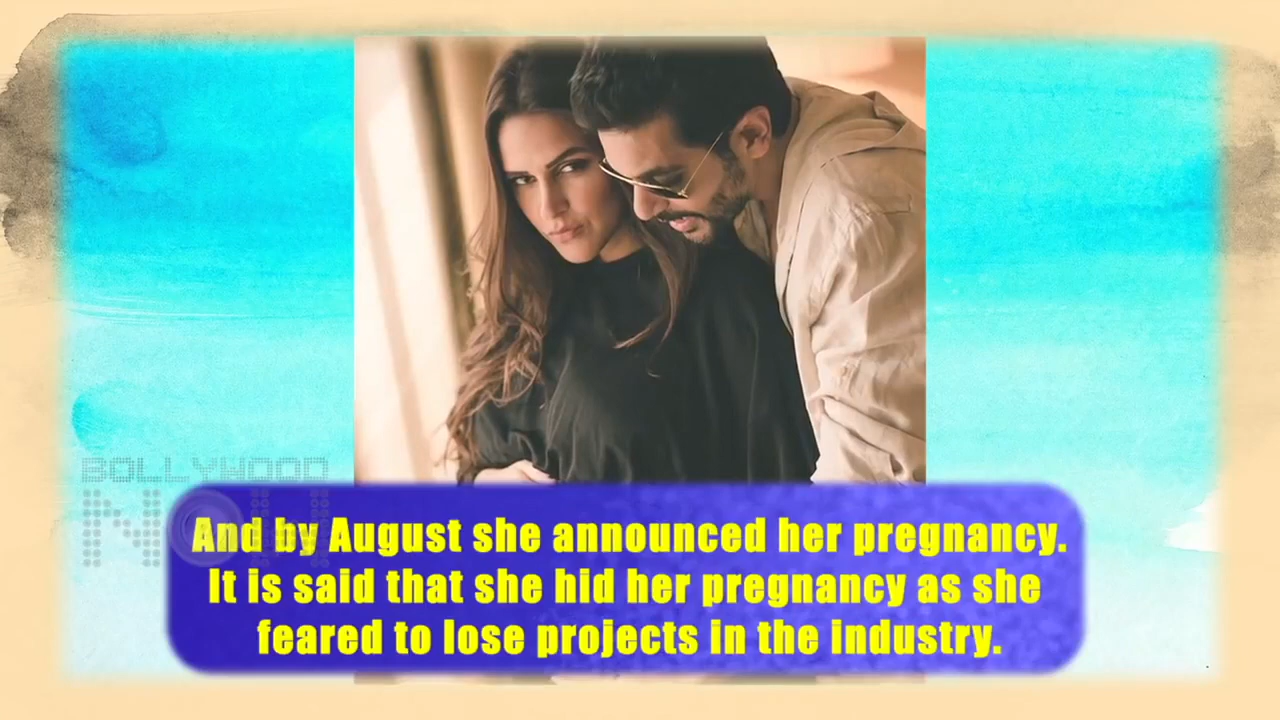 BOLLYWOOD
NOW
And by August she announced her pregnancy.
It is said that she hid her pregnancy as she
feared to lose projects in the industry.